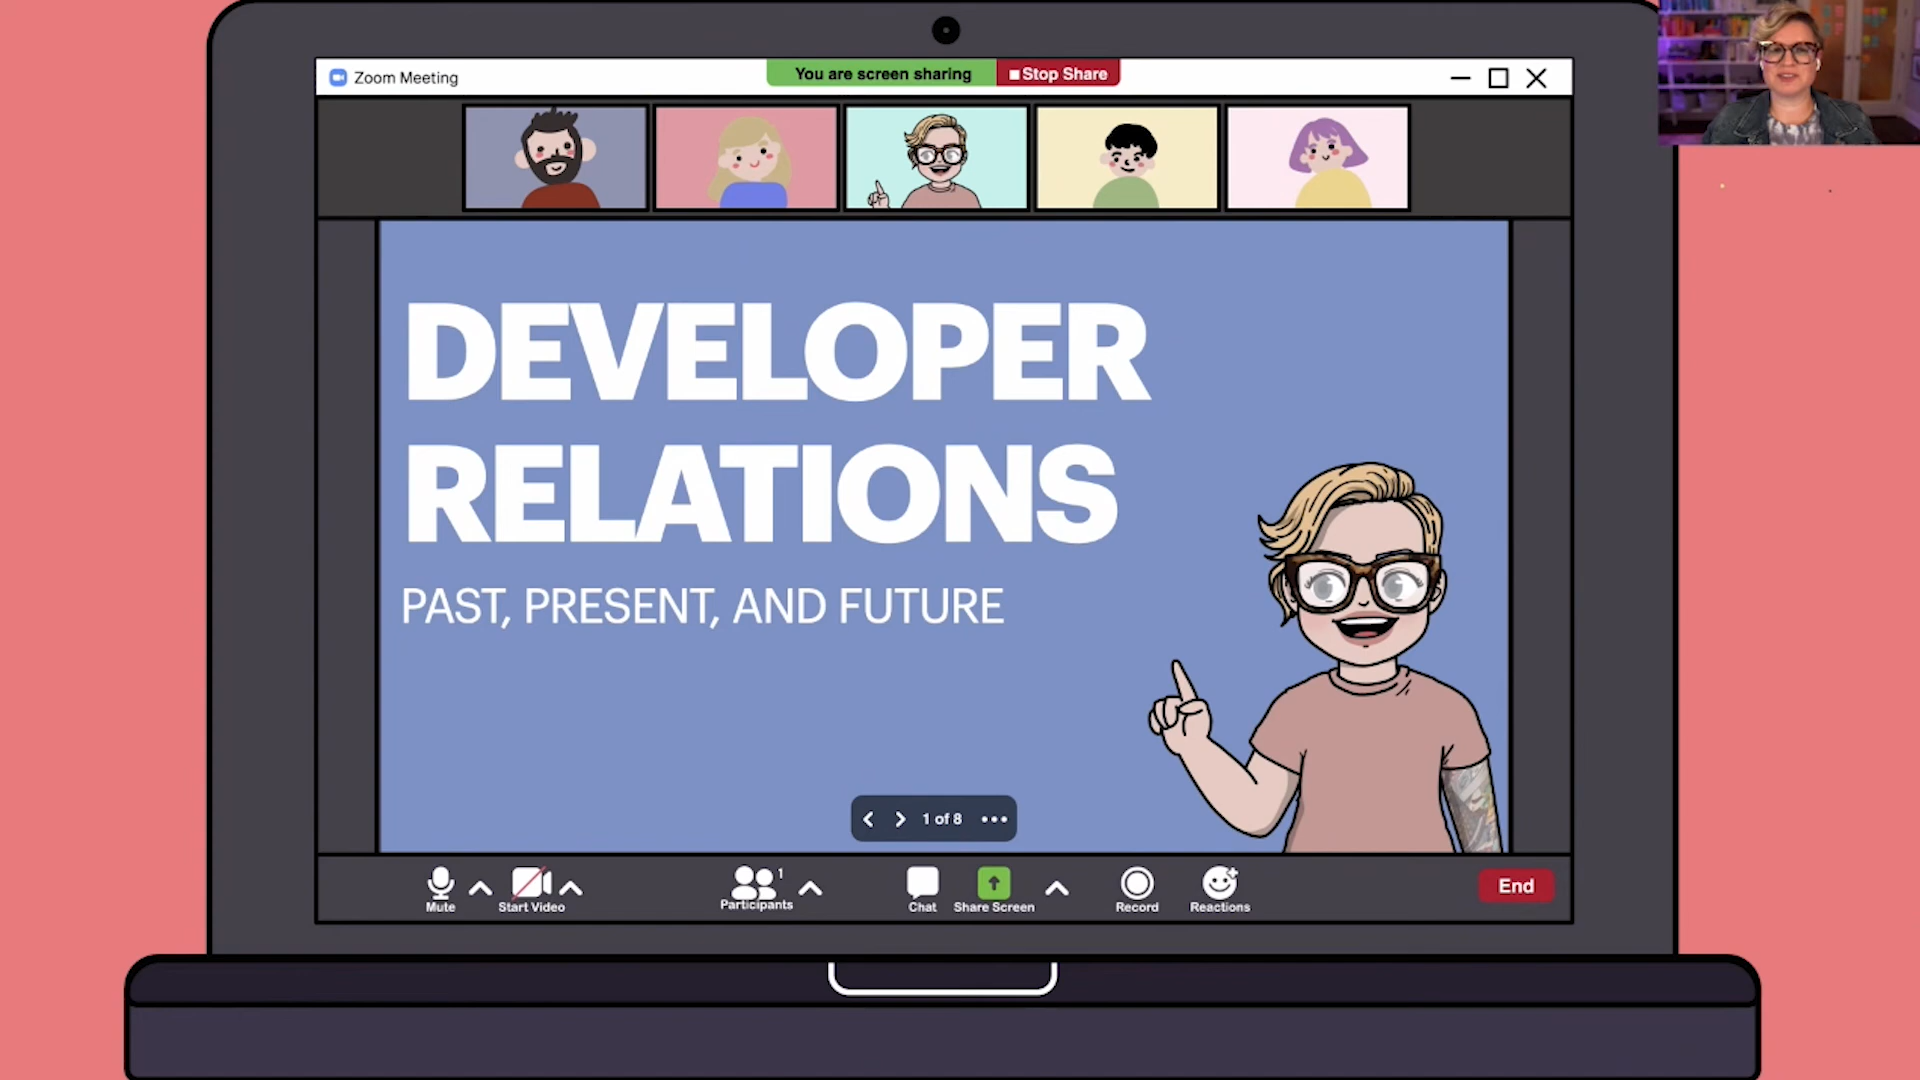 Zoom Meeting
You are screen sharing
Stop Share
DEVELOPER
RELATIONS
PAST, PRESENT, AND FUTURE
1 of 8
Mute
Start Video
1
Participants
Chat
Share Screen
Record
Reactions
End